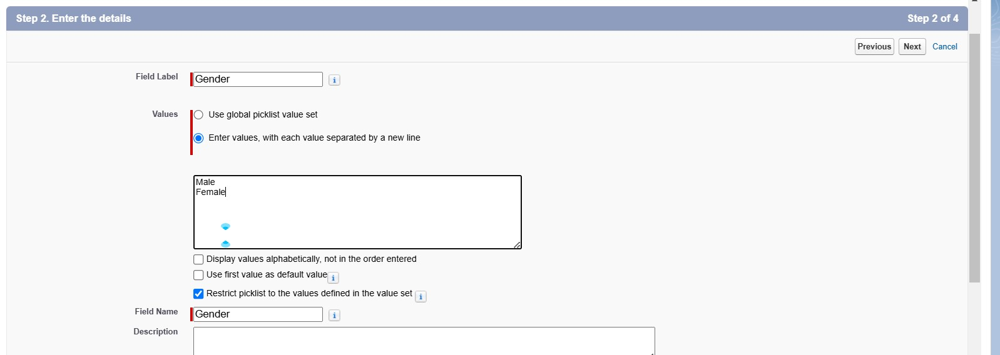 Step 2. Enter the details Step 2 of 4
Previous Next Cancel
Field Label Gender i
Values Use global picklist value set
Enter values, with each value separated by a new line
Male
Female
Display values alphabetically, not in the order entered
Use first value as default value i
Restrict picklist to the values defined in the value set i
Field Name Gender i
Description